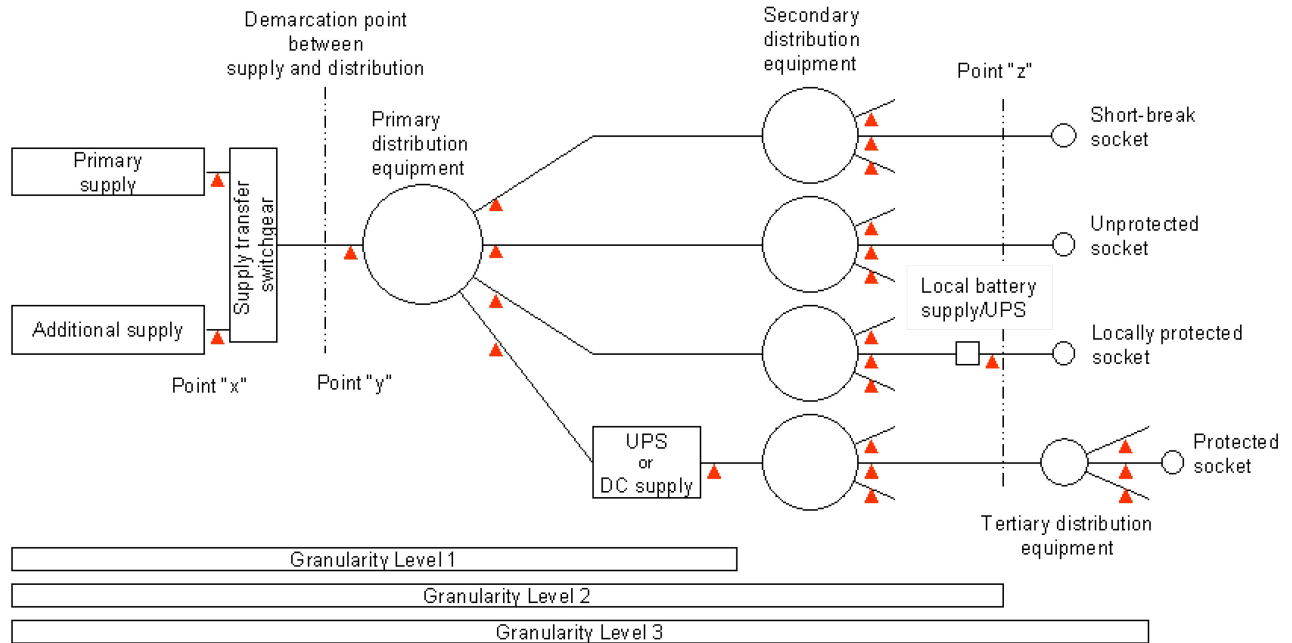 Demarcation point
between
supply and distribution
Secondary
distribution
equipment
Point "z"
Primary
distribution
equipment
Short-break
socket
Primary
supply
Supply transfer
switchgear
Unprotected
socket
Local battery
supply/UPS
Additional supply
Locally protected
socket
Point "x"
Point "y"
UPS
or
DC supply
Protected
socket
Tertiary distribution
equipment
Granularity Level 1
Granularity Level 2
Granularity Level 3